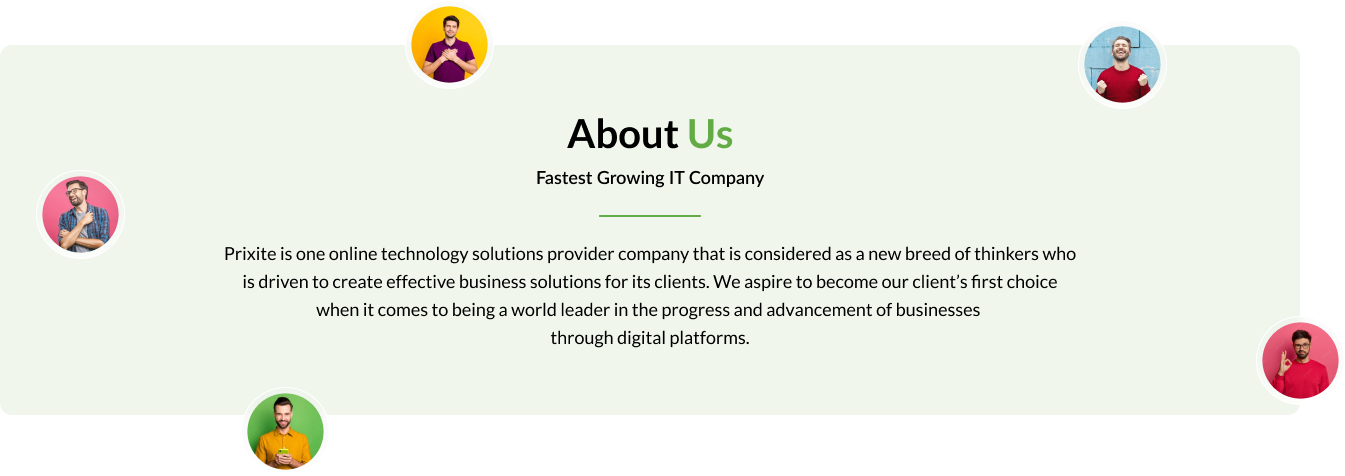 About Us
Fastest Growing IT Company
Prixite is one online technology solutions provider company that is considered as a new breed of thinkers who
is driven to create effective business solutions for its clients. We aspire to become our client’s first choice
when it comes to being a world leader in the progress and advancement of businesses
through digital platforms.